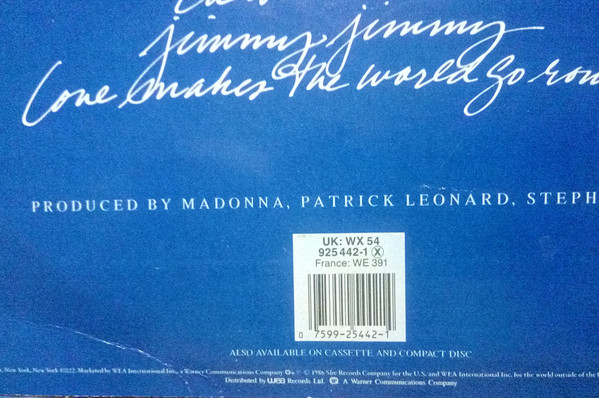 jimmy, jimmy
Love makes the world go roun
PRODUCED BY MADONNA, PATRICK LEONARD, STEPH
UK: WX 54
925 442-1 Ⓧ
France: WE 391
0 7599-25442-1
ALSO AVAILABLE ON CASSETTE AND COMPACT DISC
, New York, New York 10022. Marketed by WEA International Inc., a Warner Communications Company ℗ © 1986 Sire Records Company for the U.S. and WEA International Inc. for the world outside of the
Distributed by wea Records Ltd. A Warner Communications Company